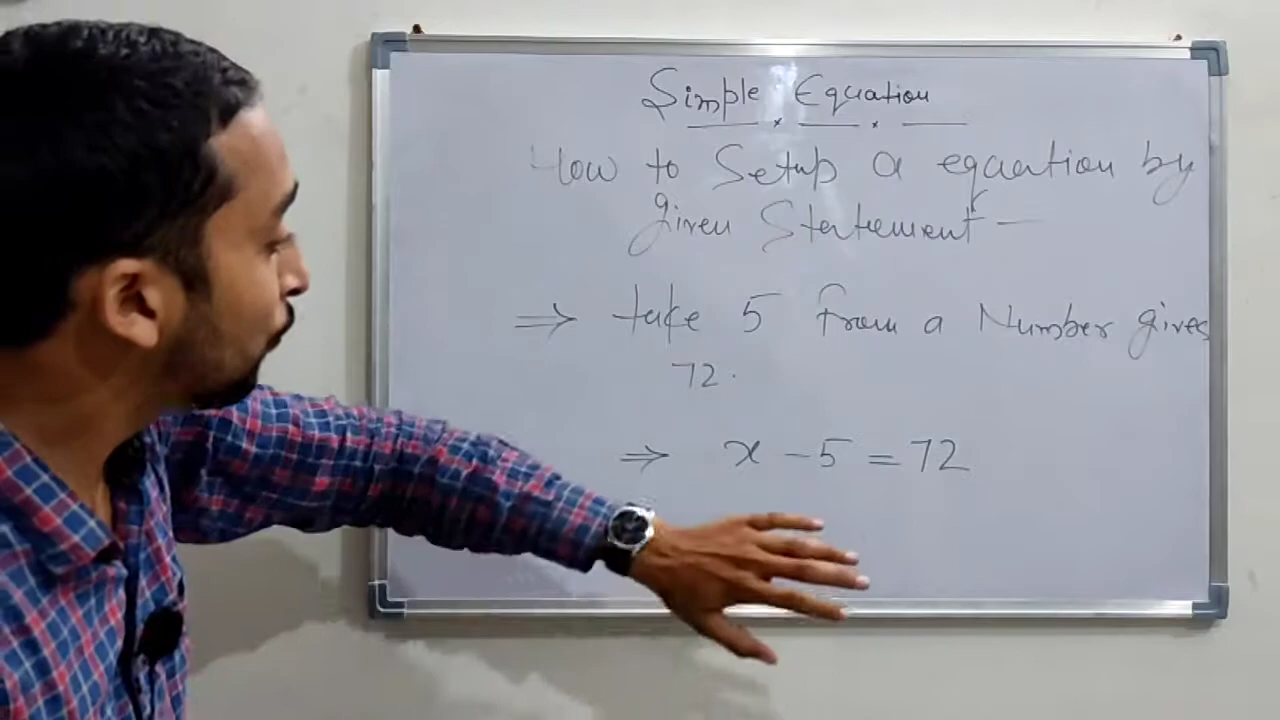 Simple Equation
How to Setup a equation by
given Statement —
⇒ take 5 from a Number gives
72.
⇒ x - 5 = 72